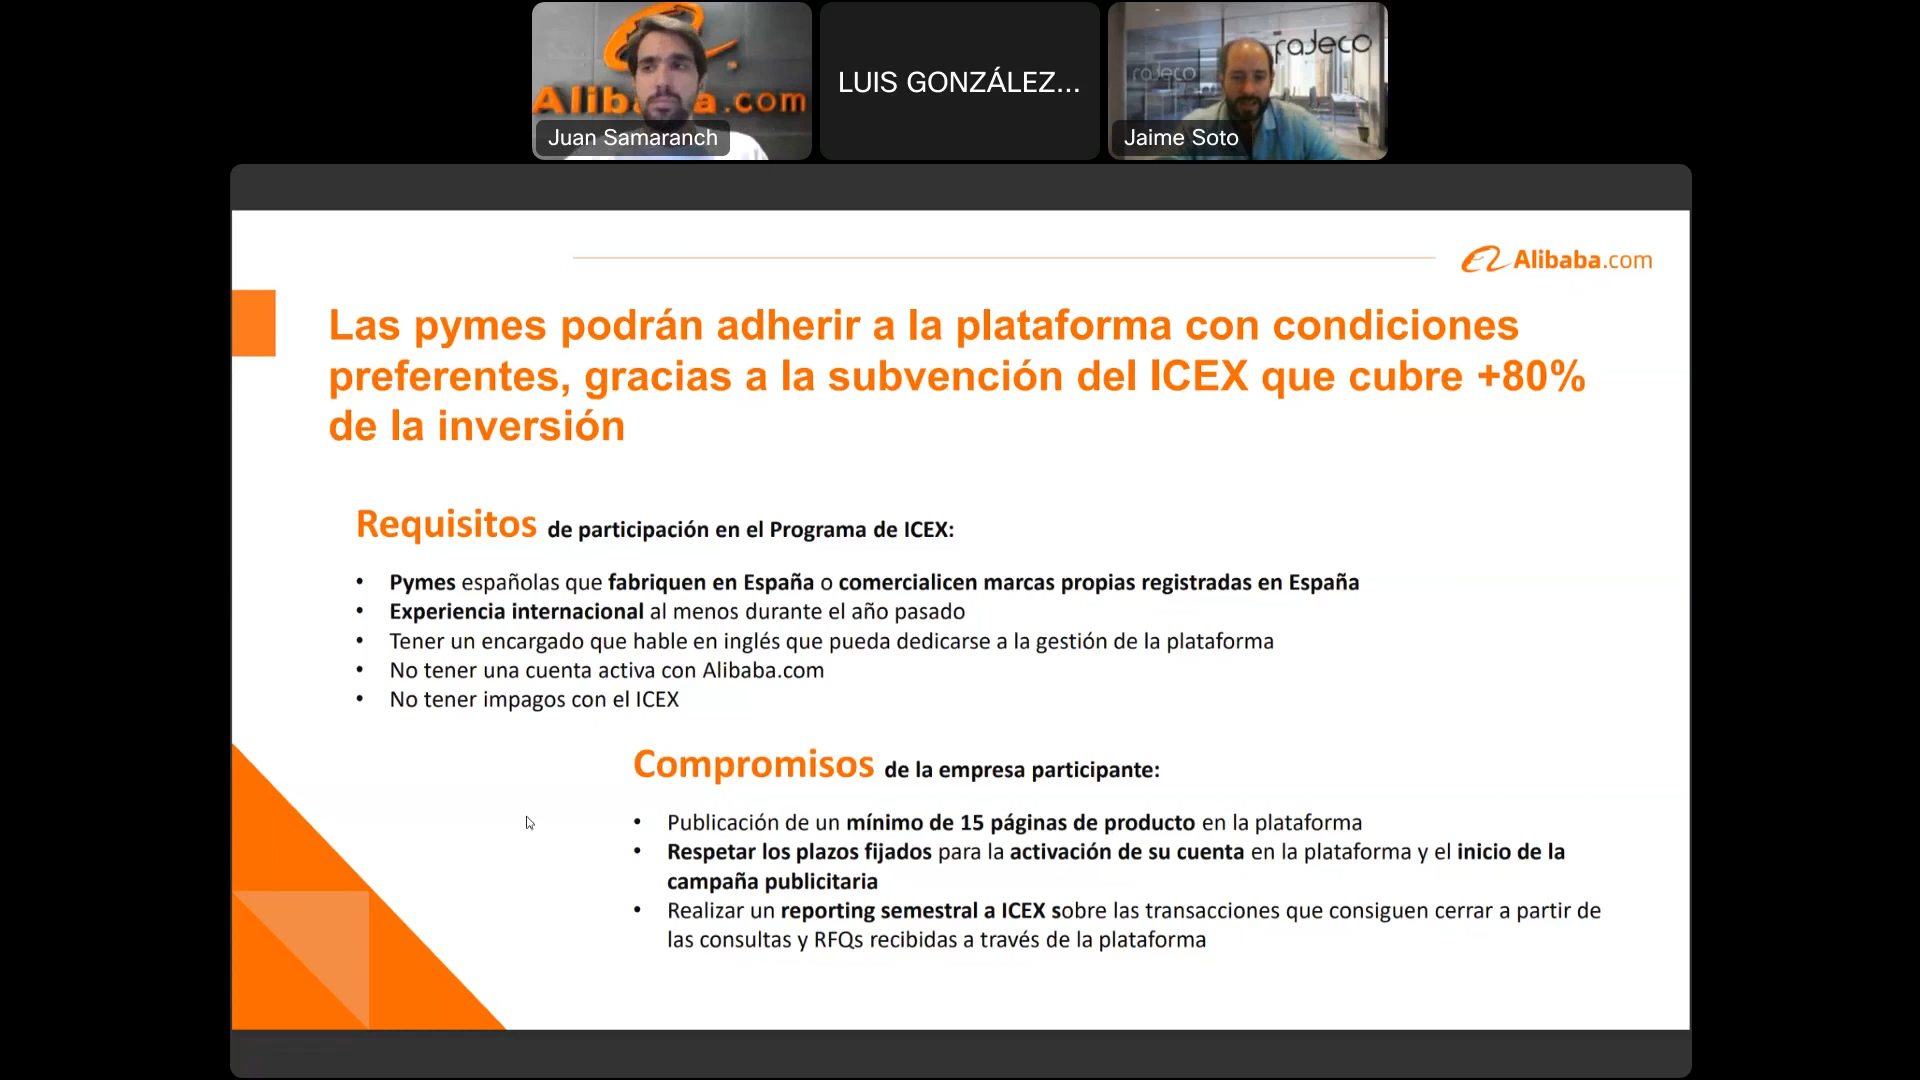 Alib a.com
Juan Samaranch
LUIS GONZÁLEZ...
rajeco
rajeco
Jaime Soto
Alibaba.com
Las pymes podrán adherir a la plataforma con condiciones
preferentes, gracias a la subvención del ICEX que cubre +80%
de la inversión
Requisitos de participación en el Programa de ICEX:
• Pymes españolas que fabriquen en España o comercialicen marcas propias registradas en España
• Experiencia internacional al menos durante el año pasado
• Tener un encargado que hable en inglés que pueda dedicarse a la gestión de la plataforma
• No tener una cuenta activa con Alibaba.com
• No tener impagos con el ICEX
Compromisos de la empresa participante:
• Publicación de un mínimo de 15 páginas de producto en la plataforma
• Respetar los plazos fijados para la activación de su cuenta en la plataforma y el inicio de la
campaña publicitaria
• Realizar un reporting semestral a ICEX sobre las transacciones que consiguen cerrar a partir de
las consultas y RFQs recibidas a través de la plataforma